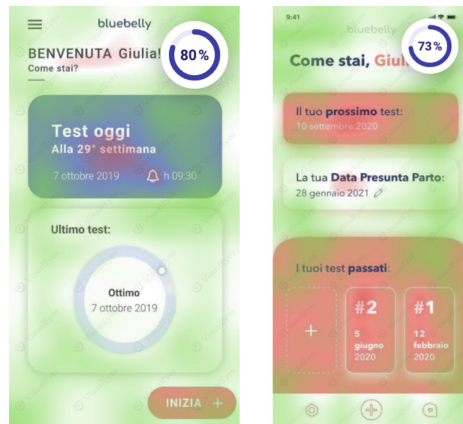 bluebelly
BENVENUTA Giulia!
Come stai?
80%
Test oggi
Alla 29° settimana
7 ottobre 2019
h 09:30
Ultimo test:
Ottimo
7 ottobre 2019
INIZIA +
9:41
bluebelly
Come stai,
73%
Il tuo prossimo test:
10 settembre 2020
La tua Data Presunta Parto:
28 gennaio 2021
I tuoi test passati:
+
#2
5
giugno
2020
#1
12
febbraio
2020